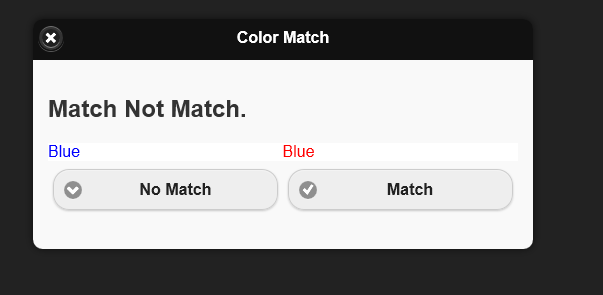 Color Match
Match Not Match.
Blue Blue
No Match Match